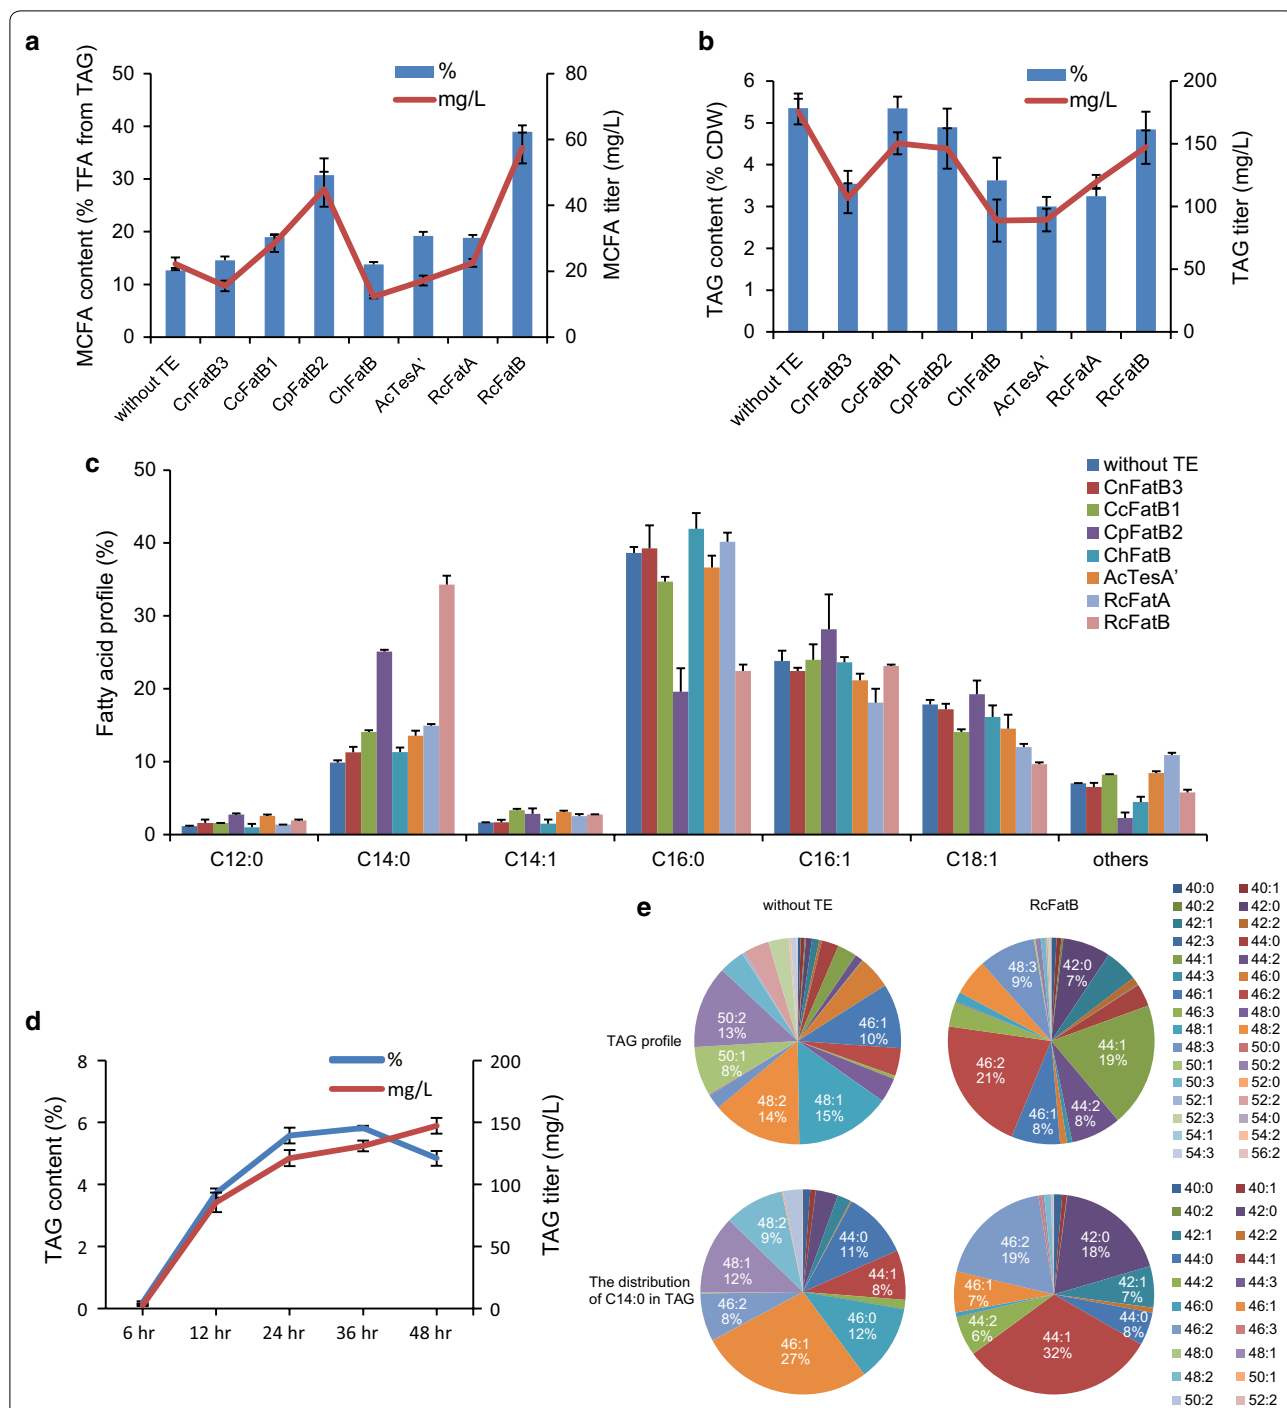 a
MCFA content (% TFA from TAG)
50
40
30
20
10
0
%
mg/L
80
60
40
20
0
MCFA titer (mg/L)
without TE
CnFatB3
CcFatB1
CpFatB2
ChFatB
AcTesA'
RcFatA
RcFatB
b
TAG content (% CDW)
6
5
4
3
2
1
0
%
mg/L
200
150
100
50
0
TAG titer (mg/L)
without TE
CnFatB3
CcFatB1
CpFatB2
ChFatB
AcTesA'
RcFatA
RcFatB
c
Fatty acid profile (%)
50
40
30
20
10
0
without TE
CnFatB3
CcFatB1
CpFatB2
ChFatB
AcTesA'
RcFatA
RcFatB
C12:0 C14:0 C14:1 C16:0 C16:1 C18:1 others
d
TAG content (%)
8
6
4
2
0
%
mg/L
200
150
100
50
0
TAG titer (mg/L)
6 hr 12 hr 24 hr 36 hr 48 hr
e
without TE
RcFatB
TAG profile
50:2
13%
50:1
8%
48:2
14%
48:1
15%
46:1
10%
48:3
9%
42:0
7%
44:1
19%
44:2
8%
46:1
8%
46:2
21%
40:0 40:1
40:2 42:0
42:1 42:2
42:3 44:0
44:1 44:2
44:3 46:0
46:1 46:2
46:3 48:0
48:1 48:2
48:3 50:0
50:1 50:2
50:3 52:0
52:1 52:2
52:3 54:0
54:1 54:2
54:3 56:2
The distribution
of C14:0 in TAG
48:2
9%
48:1
12%
46:2
8%
46:1
27%
46:0
12%
44:1
8%
44:0
11%
46:2
19%
46:1
7%
44:2
6%
44:1
32%
44:0
8%
42:1
7%
42:0
18%
40:0 40:1
40:2 42:0
42:1 42:2
44:0 44:1
44:2 44:3
46:0 46:1
46:2 46:3
48:0 48:1
48:2 50:1
50:2 52:2